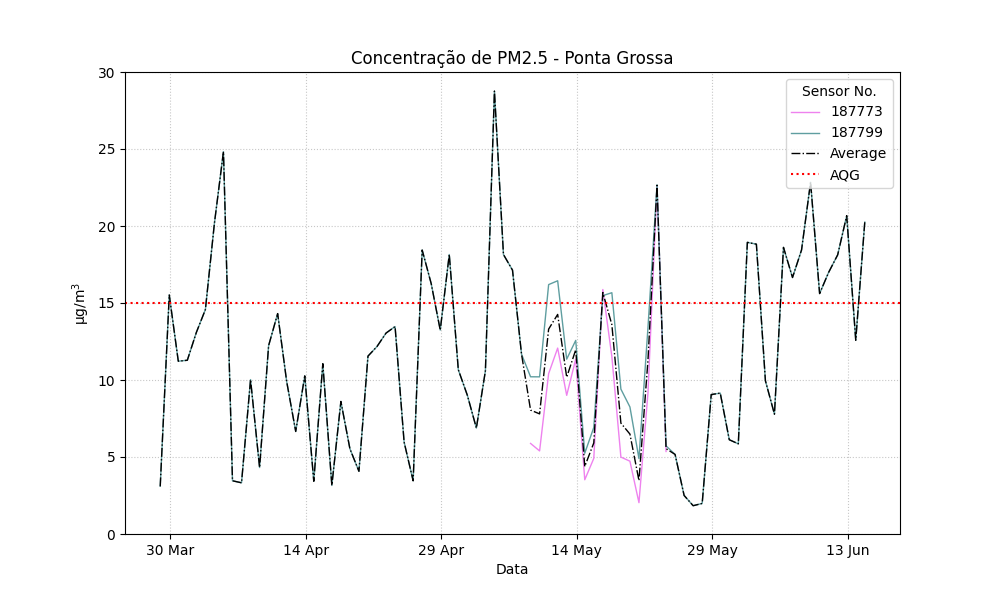 Concentração de PM2.5 - Ponta Grossa
30
25
20
15
10
5
0
µg/m³
Sensor No.
187773
187799
Average
AQG
30 Mar
14 Apr
29 Apr
14 May
29 May
13 Jun
Data